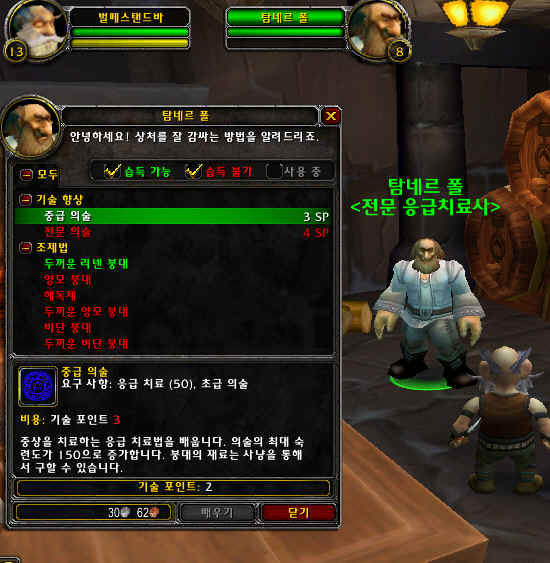 벌페스탠드바
탐네르 폴
13
8
탐네르 폴
안녕하세요! 상처를 잘 감싸는 방법을 알려드리죠.
모두
습득 가능
습득 불가
사용 중
기술 향상
중급 의술 3 SP
전문 의술 4 SP
조제법
두꺼운 리넨 붕대
양모 붕대
해독제
두꺼운 양모 붕대
비단 붕대
두꺼운 비단 붕대
중급 의술
요구 사항: 응급 치료 (50), 초급 의술
비용: 기술 포인트 3
중상을 치료하는 응급 치료법을 배웁니다. 의술의 최대 숙
련도가 150으로 증가합니다. 붕대의 재료는 사냥을 통해
서 구할 수 있습니다.
기술 포인트: 2
30 62
배우기
닫기
탐네르 폴
<전문 응급치료사>